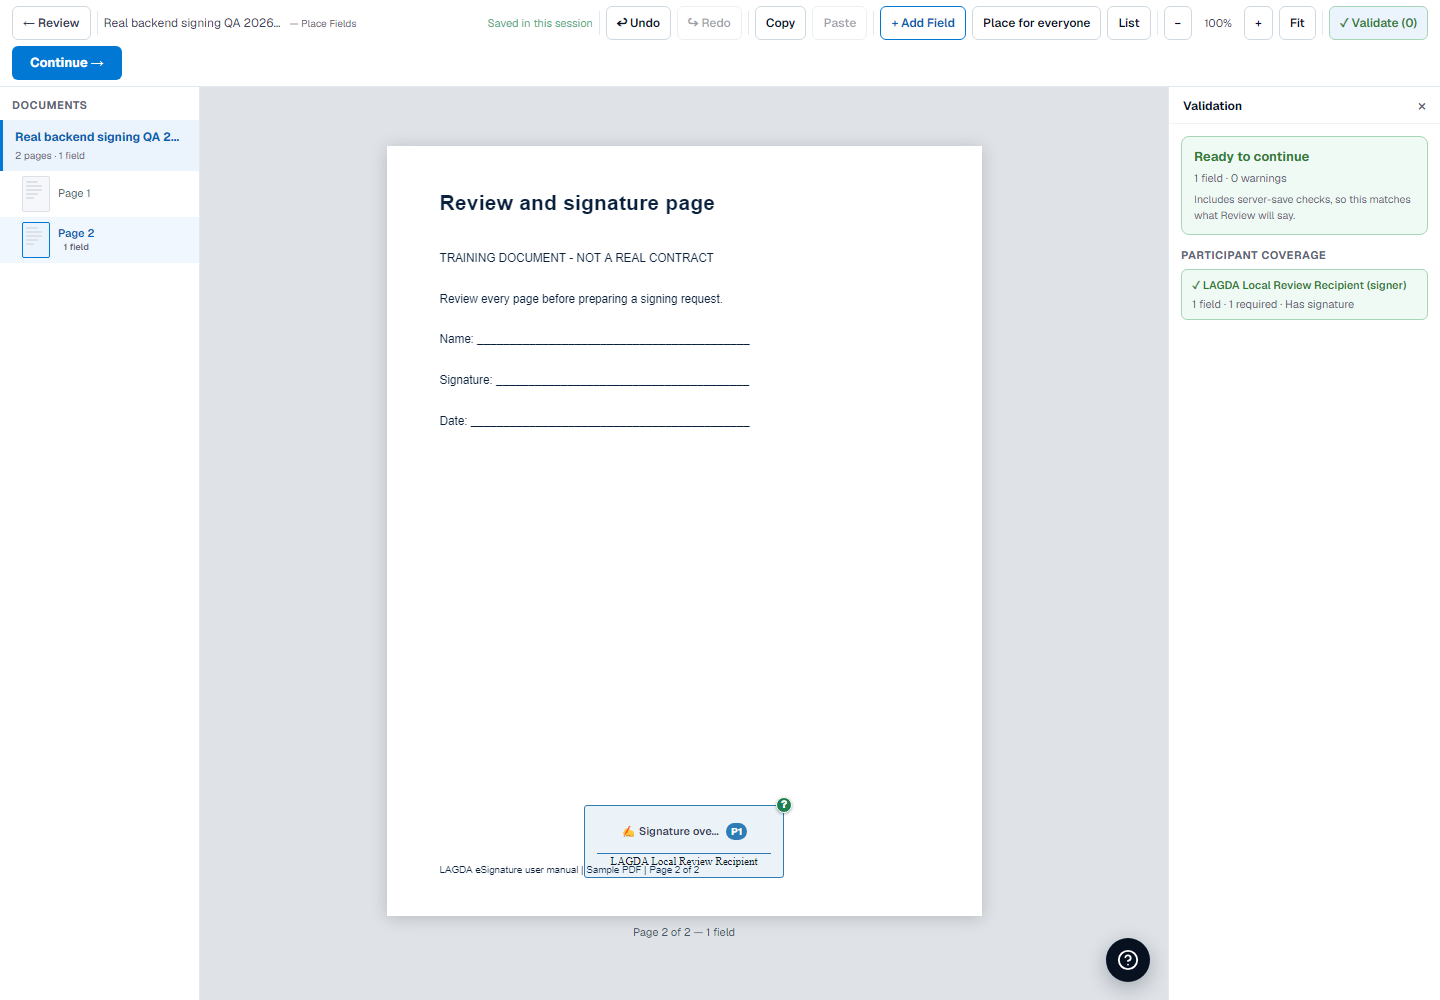 ← Review
Real backend signing QA 2026... — Place Fields
Saved in this session
↩ Undo
↪ Redo
Copy
Paste
+ Add Field
Place for everyone
List
−
100%
+
Fit
✓ Validate (0)
Continue →
DOCUMENTS
Real backend signing QA 2...
2 pages · 1 field
Page 1
Page 2
1 field
Review and signature page
TRAINING DOCUMENT - NOT A REAL CONTRACT
Review every page before preparing a signing request.
Name: ___________________________________________
Signature: ________________________________________
Date: ____________________________________________
?
✍ Signature ove... P1
LAGDA Local Review Recipient
LAGDA eSignature user manual | Sample PDF | Page 2 of 2
Page 2 of 2 — 1 field
Validation
×
Ready to continue
1 field · 0 warnings
Includes server-save checks, so this matches
what Review will say.
PARTICIPANT COVERAGE
✓ LAGDA Local Review Recipient (signer)
1 field · 1 required · Has signature
?